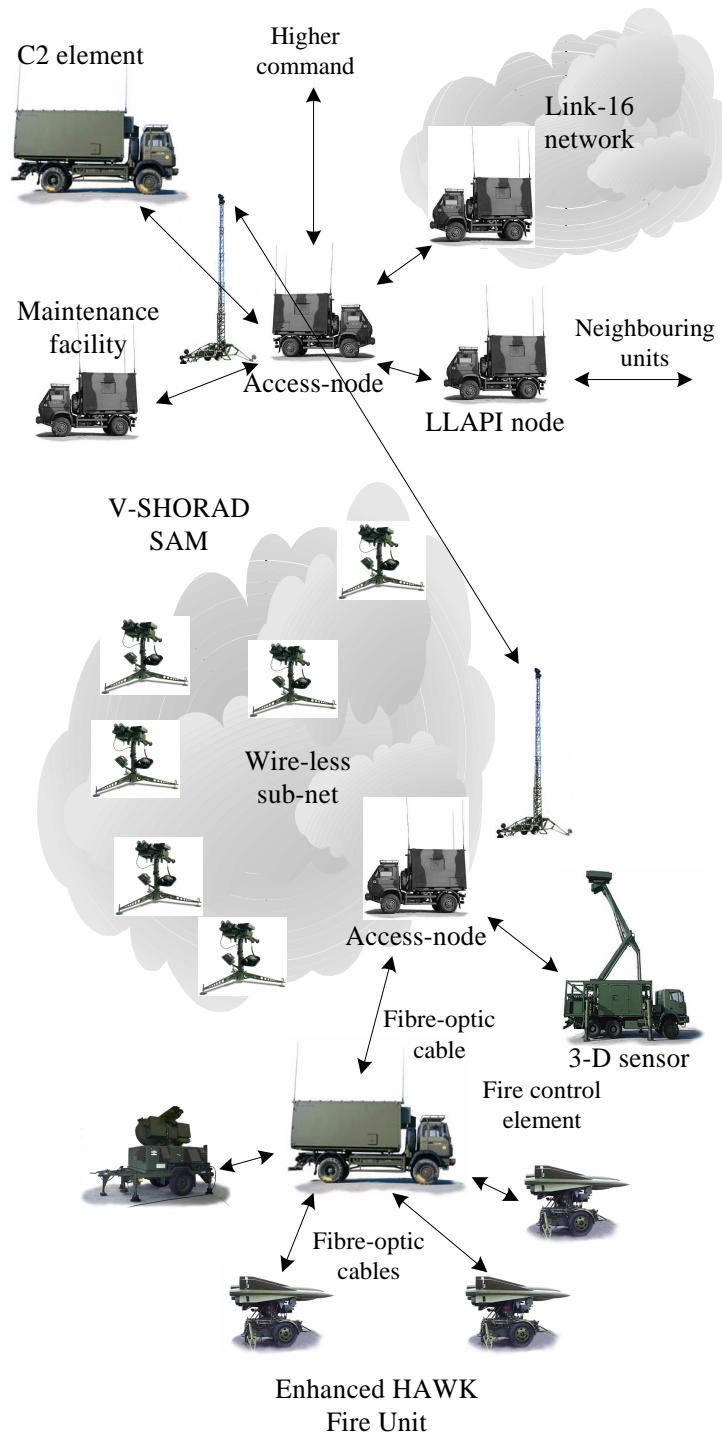 C2 element
Higher
command
Link-16
network
Maintenance
facility
Access-node
LLAPI node
Neighbouring
units
V-SHORAD
SAM
Wire-less
sub-net
Access-node
Fibre-optic
cable
3-D sensor
Fire control
element
Fibre-optic
cables
Enhanced HAWK
Fire Unit